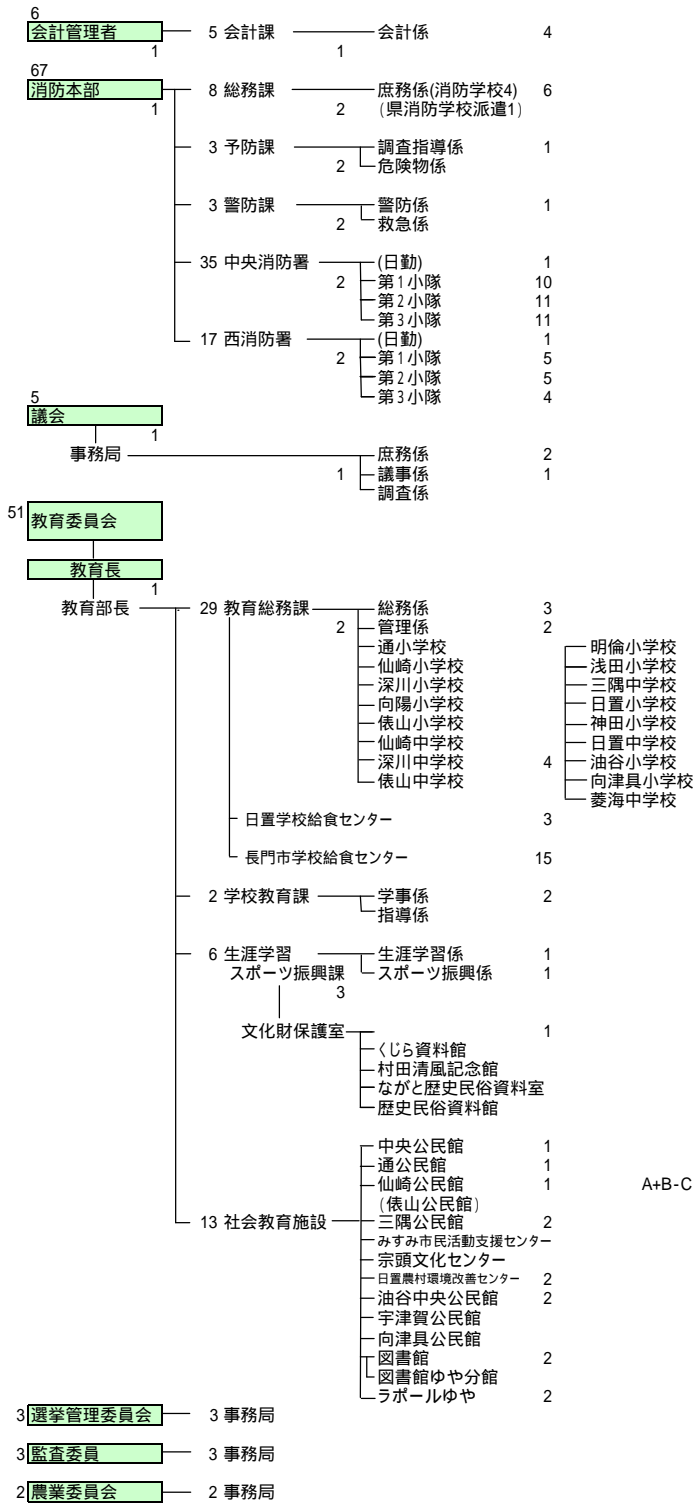 6
会計管理者 5 会計課 会計係 4
1 1
67
消防本部 8 総務課 庶務係(消防学校4) 6
1 2 (県消防学校派遣1)
3 予防課 調査指導係 1
2 危険物係
3 警防課 警防係 1
2 救急係
35 中央消防署 (日勤) 1
2 第1小隊 10
第2小隊 11
第3小隊 11
17 西消防署 (日勤) 1
2 第1小隊 5
第2小隊 5
第3小隊 4
5
議会
1
事務局 庶務係 2
1 議事係 1
調査係
51 教育委員会
教育長
1
教育部長 29 教育総務課 総務係 3
2 管理係 2
通小学校 明倫小学校
仙崎小学校 浅田小学校
深川小学校 三隅中学校
向陽小学校 日置小学校
俵山小学校 神田小学校
仙崎中学校 日置中学校
深川中学校 4 油谷小学校
俵山中学校 向津具小学校
菱海中学校
日置学校給食センター 3
長門市学校給食センター 15
2 学校教育課 学事係 2
指導係
6 生涯学習 生涯学習係 1
スポーツ振興課 スポーツ振興係 1
3
文化財保護室 1
くじら資料館
村田清風記念館
ながと歴史民俗資料室
歴史民俗資料館
中央公民館 1
通公民館 1
仙崎公民館 1 A+B-C
(俵山公民館)
13 社会教育施設 三隅公民館 2
みすみ市民活動支援センター
宗頭文化センター
日置農村環境改善センター 2
油谷中央公民館 2
宇津賀公民館
向津具公民館
図書館 2
図書館ゆや分館
ラポールゆや 2
3 選挙管理委員会 3 事務局
3 監査委員 3 事務局
2 農業委員会 2 事務局